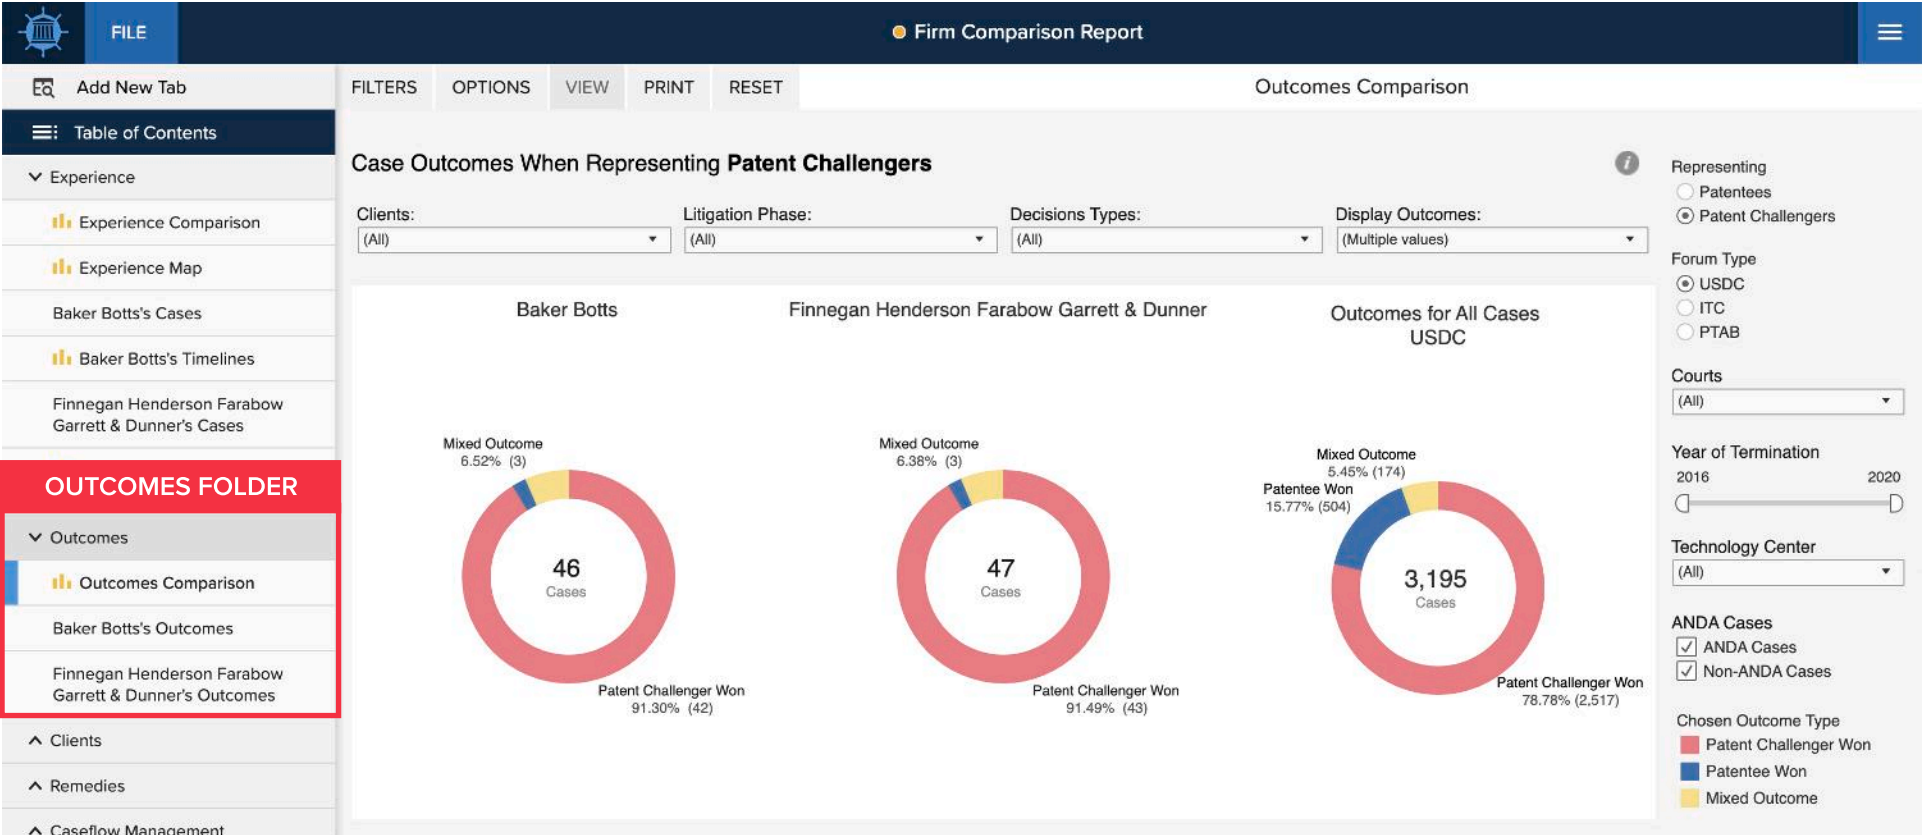 FILE
Firm Comparison Report
Add New Tab
FILTERS
OPTIONS
VIEW
PRINT
RESET
Outcomes Comparison
Table of Contents
Experience
Experience Comparison
Experience Map
Baker Botts's Cases
Baker Botts's Timelines
Finnegan Henderson Farabow
Garrett & Dunner's Cases
OUTCOMES FOLDER
Outcomes
Outcomes Comparison
Baker Botts's Outcomes
Finnegan Henderson Farabow
Garrett & Dunner's Outcomes
Clients
Remedies
Caseflow Management
Case Outcomes When Representing Patent Challengers
i
Clients:
(All)
Litigation Phase:
(All)
Decisions Types:
(All)
Display Outcomes:
(Multiple values)
Baker Botts
Mixed Outcome
6.52% (3)
46
Cases
Patent Challenger Won
91.30% (42)
Finnegan Henderson Farabow Garrett & Dunner
Mixed Outcome
6.38% (3)
47
Cases
Patent Challenger Won
91.49% (43)
Outcomes for All Cases
USDC
Mixed Outcome
5.45% (174)
Patentee Won
15.77% (504)
3,195
Cases
Patent Challenger Won
78.78% (2,517)
Representing
Patentees
Patent Challengers
Forum Type
USDC
ITC
PTAB
Courts
(All)
Year of Termination
2016 2020
Technology Center
(All)
ANDA Cases
ANDA Cases
Non-ANDA Cases
Chosen Outcome Type
Patent Challenger Won
Patentee Won
Mixed Outcome